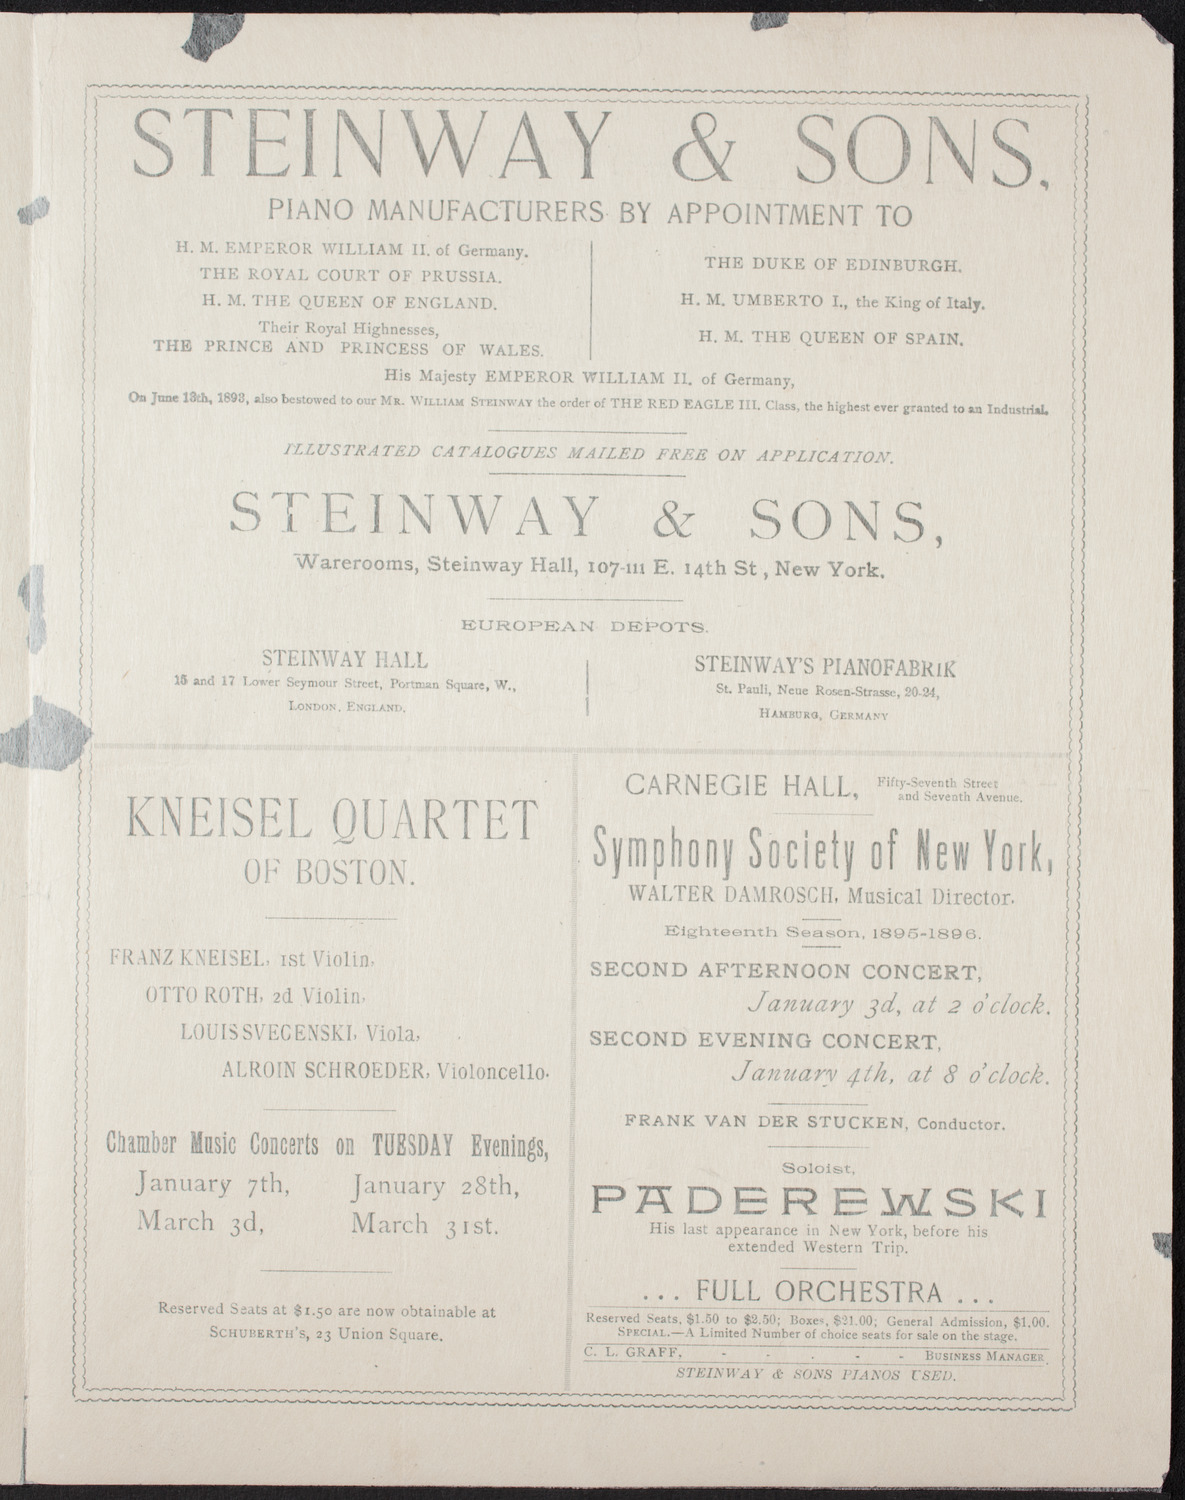 STEINWAY & SONS,
PIANO MANUFACTURERS BY APPOINTMENT TO
H. M. EMPEROR WILLIAM II. of Germany.
THE ROYAL COURT OF PRUSSIA.
H. M. THE QUEEN OF ENGLAND.
Their Royal Highnesses,
THE PRINCE AND PRINCESS OF WALES.
THE DUKE OF EDINBURGH.
H. M. UMBERTO I., the King of Italy.
H. M. THE QUEEN OF SPAIN.
His Majesty EMPEROR WILLIAM II. of Germany,
On June 13th, 1893, also bestowed to our MR. WILLIAM STEINWAY the order of THE RED EAGLE III. Class, the highest ever granted to an Industrial.
ILLUSTRATED CATALOGUES MAILED FREE ON APPLICATION.
STEINWAY & SONS,
Warerooms, Steinway Hall, 107-111 E. 14th St., New York.
EUROPEAN DEPOTS.
STEINWAY HALL
15 and 17 Lower Seymour Street, Portman Square, W.,
LONDON, ENGLAND.
STEINWAY'S PIANOFABRIK
St. Pauli, Neue Rosen-Strasse, 20-24,
HAMBURG, GERMANY
KNEISEL QUARTET
OF BOSTON.
FRANZ KNEISEL, 1st Violin,
OTTO ROTH, 2d Violin,
LOUIS SVECENSKI, Viola,
ALROIN SCHROEDER, Violoncello.
Chamber Music Concerts on TUESDAY Evenings,
January 7th, January 28th,
March 3d, March 31st.
Reserved Seats at $1.50 are now obtainable at
SCHUBERTH'S, 23 Union Square.
CARNEGIE HALL, Fifty-Seventh Street
and Seventh Avenue.
Symphony Society of New York,
WALTER DAMROSCH, Musical Director.
Eighteenth Season, 1895-1896.
SECOND AFTERNOON CONCERT,
January 3d, at 2 o'clock.
SECOND EVENING CONCERT,
January 4th, at 8 o'clock.
FRANK VAN DER STUCKEN, Conductor.
Soloist,
PADEREWSKI
His last appearance in New York, before his
extended Western Trip.
... FULL ORCHESTRA ...
Reserved Seats, $1.50 to $2.50; Boxes, $21.00; General Admission, $1.00.
SPECIAL.—A Limited Number of choice seats for sale on the stage.
C. L. GRAFF, - - . - - BUSINESS MANAGER.
STEINWAY & SONS PIANOS USED.